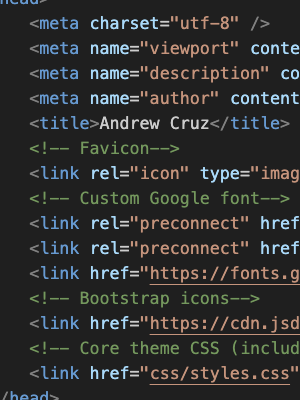 head>
<meta charset="utf-8" />
<meta name="viewport" conte
<meta name="description" co
<meta name="author" content
<title>Andrew Cruz</title>
<!-- Favicon-->
<link rel="icon" type="imag
<!-- Custom Google font-->
<link rel="preconnect" href
<link rel="preconnect" href
<link href="https://fonts.g
<!-- Bootstrap icons-->
<link href="https://cdn.jsd
<!-- Core theme CSS (includ
<link href="css/styles.css"
/head>